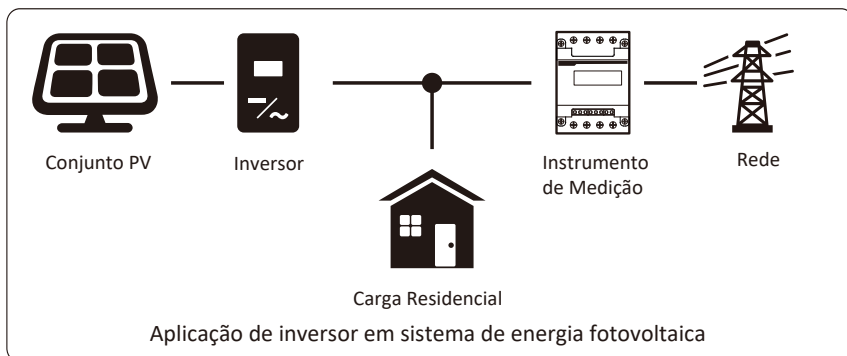 Conjunto PV
Inversor
Instrumento
de Medição
Rede
Carga Residencial
Aplicação de inversor em sistema de energia fotovoltaica